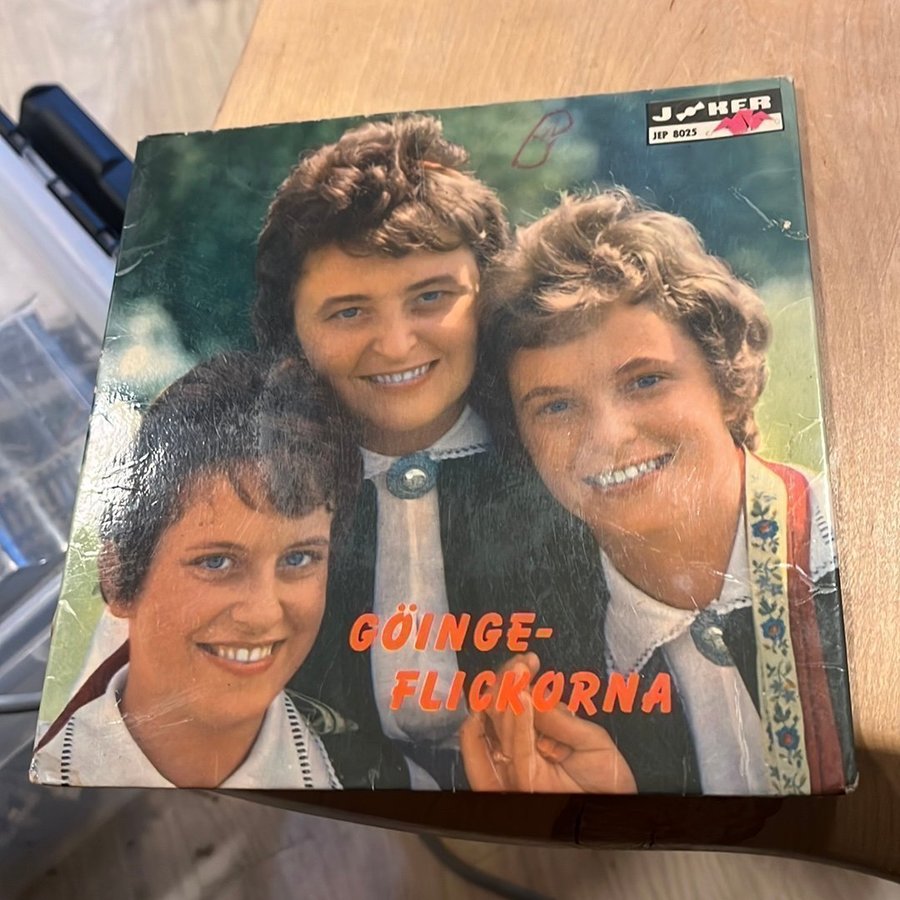 JOKER
JEP 8025
GÖINGE-
FLICKORNA